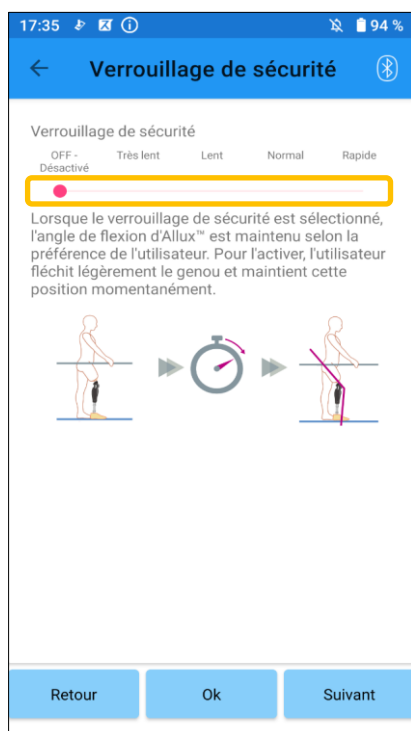 17:35 94 %
Verrouillage de sécurité
Verrouillage de sécurité
OFF - Désactivé Très lent Lent Normal Rapide
Lorsque le verrouillage de sécurité est sélectionné,
l'angle de flexion d'Allux™ est maintenu selon la
préférence de l'utilisateur. Pour l'activer, l'utilisateur
fléchit légèrement le genou et maintient cette
position momentanément.
Retour Ok Suivant